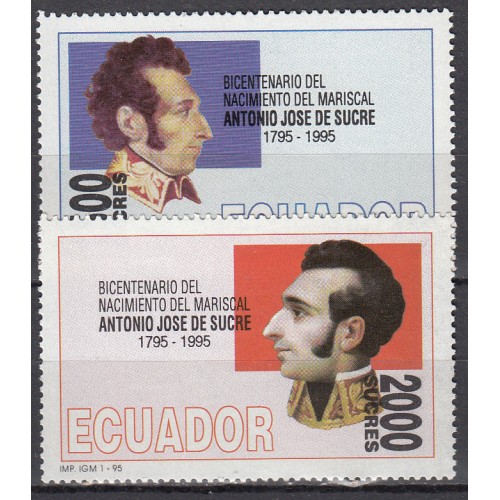 BICENTENARIO DEL
NACIMIENTO DEL MARISCAL
ANTONIO JOSE DE SUCRE
1795 - 1995
ECUADOR
BICENTENARIO DEL
NACIMIENTO DEL MARISCAL
ANTONIO JOSE DE SUCRE
1795 - 1995
2000
SUCRES
ECUADOR
IMP. IGM 1 - 95